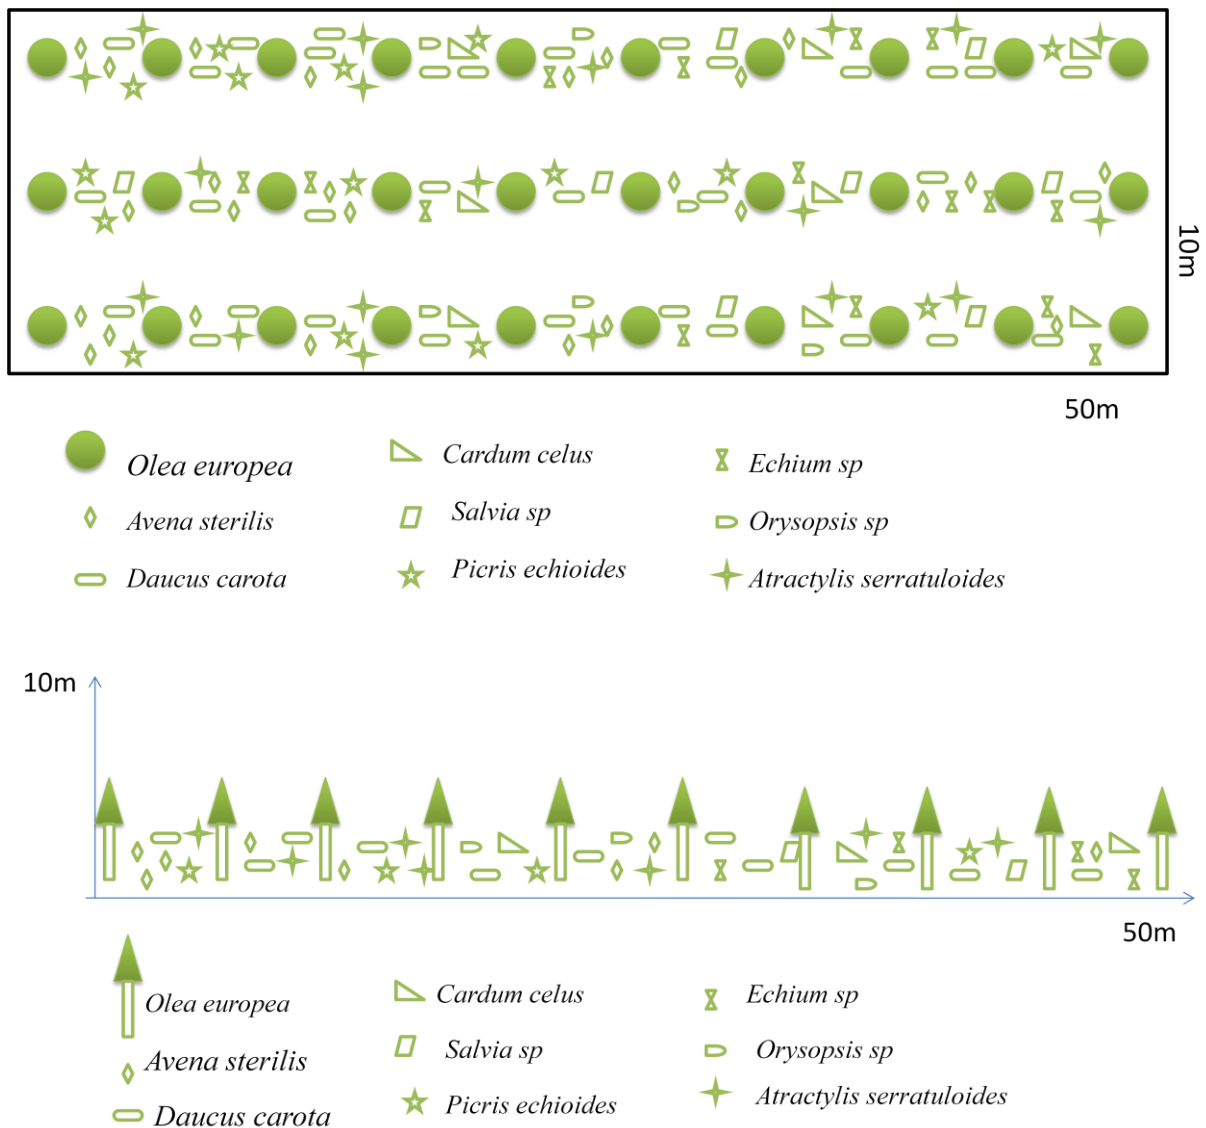 10m
50m
Olea europea
Cardum celus
Echium sp
Avena sterilis
Salvia sp
Orysopsis sp
Daucus carota
Picris echioides
Atractylis serratuloides
10m
50m
Olea europea
Cardum celus
Echium sp
Avena sterilis
Salvia sp
Orysopsis sp
Daucus carota
Picris echioides
Atractylis serratuloides